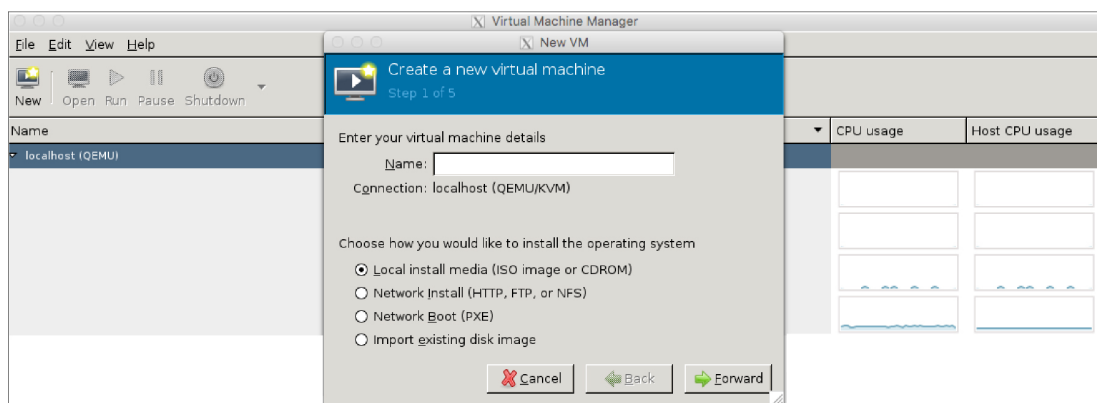 Virtual Machine Manager
File Edit View Help
New VM
New Open Run Pause Shutdown
Create a new virtual machine
Step 1 of 5
Name CPU usage Host CPU usage
localhost (QEMU)
Enter your virtual machine details
Name:
Connection: localhost (QEMU/KVM)
Choose how you would like to install the operating system
Local install media (ISO image or CDROM)
Network Install (HTTP, FTP, or NFS)
Network Boot (PXE)
Import existing disk image
Cancel Back Forward